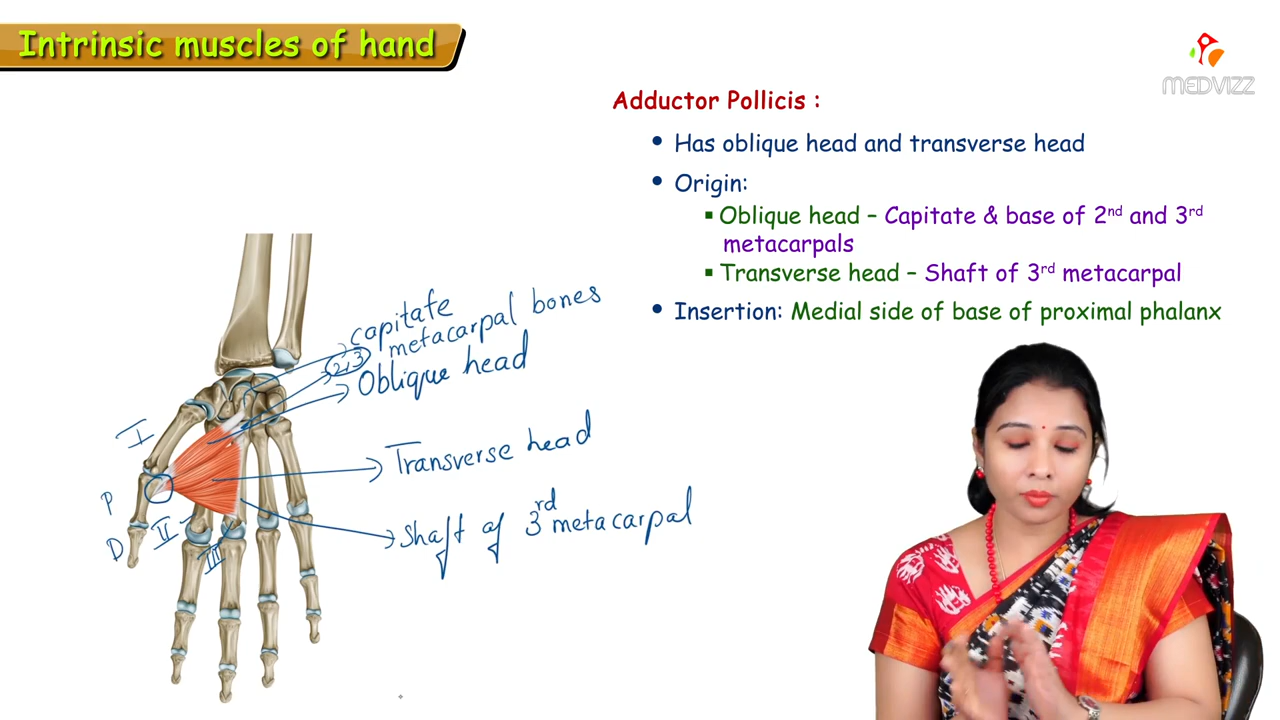 Intrinsic muscles of hand
MEDVIZZ
Adductor Pollicis :
• Has oblique head and transverse head
• Origin:
▪ Oblique head – Capitate & base of 2nd and 3rd
metacarpals
▪ Transverse head – Shaft of 3rd metacarpal
• Insertion: Medial side of base of proximal phalanx
capitate
metacarpal bones
2,3
Oblique head
I
Transverse head
P
D
II
III
Shaft of 3rd metacarpal